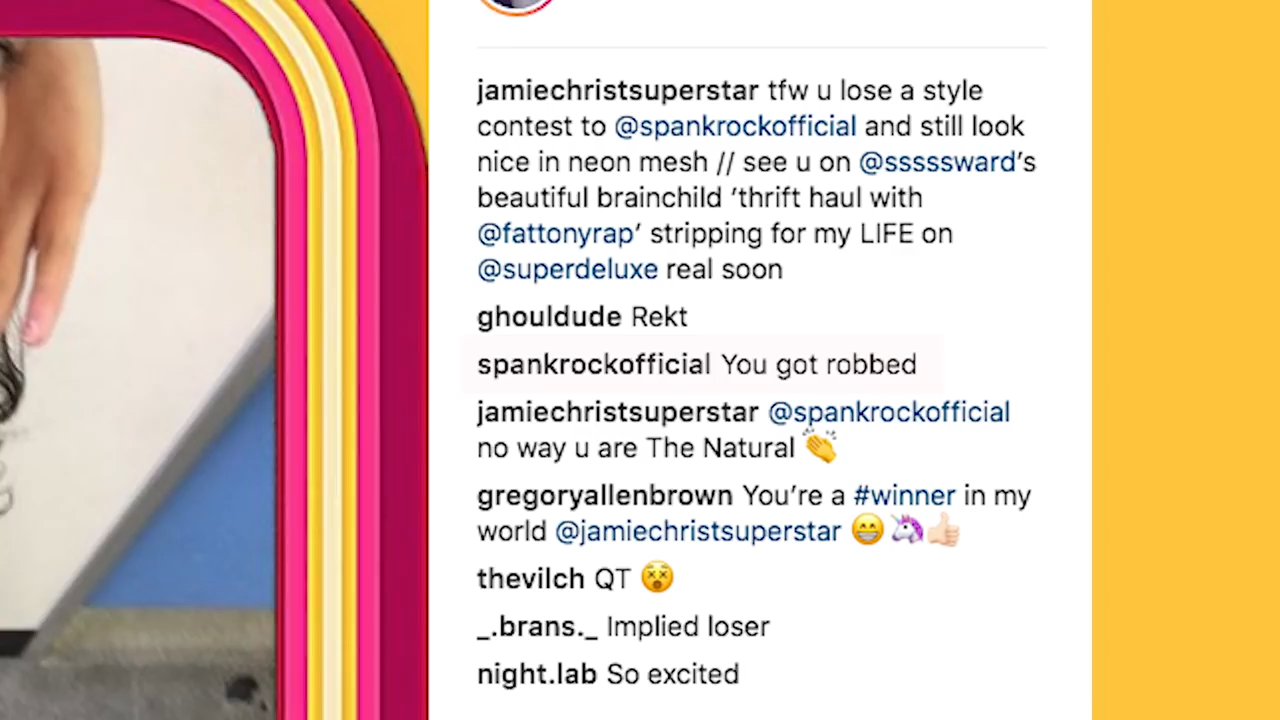 jamiechristsuperstar tfw u lose a style
contest to @spankrockofficial and still look
nice in neon mesh // see u on @sssssward’s
beautiful brainchild ‘thrift haul with
@fattonyrap’ stripping for my LIFE on
@superdeluxe real soon
ghouldude Rekt
spankrockofficial You got robbed
jamiechristsuperstar @spankrockofficial
no way u are The Natural 👏
gregoryallenbrown You’re a #winner in my
world @jamiechristsuperstar 😁🦄👍🏻
thevilch QT 😵
_.brans._ Implied loser
night.lab So excited